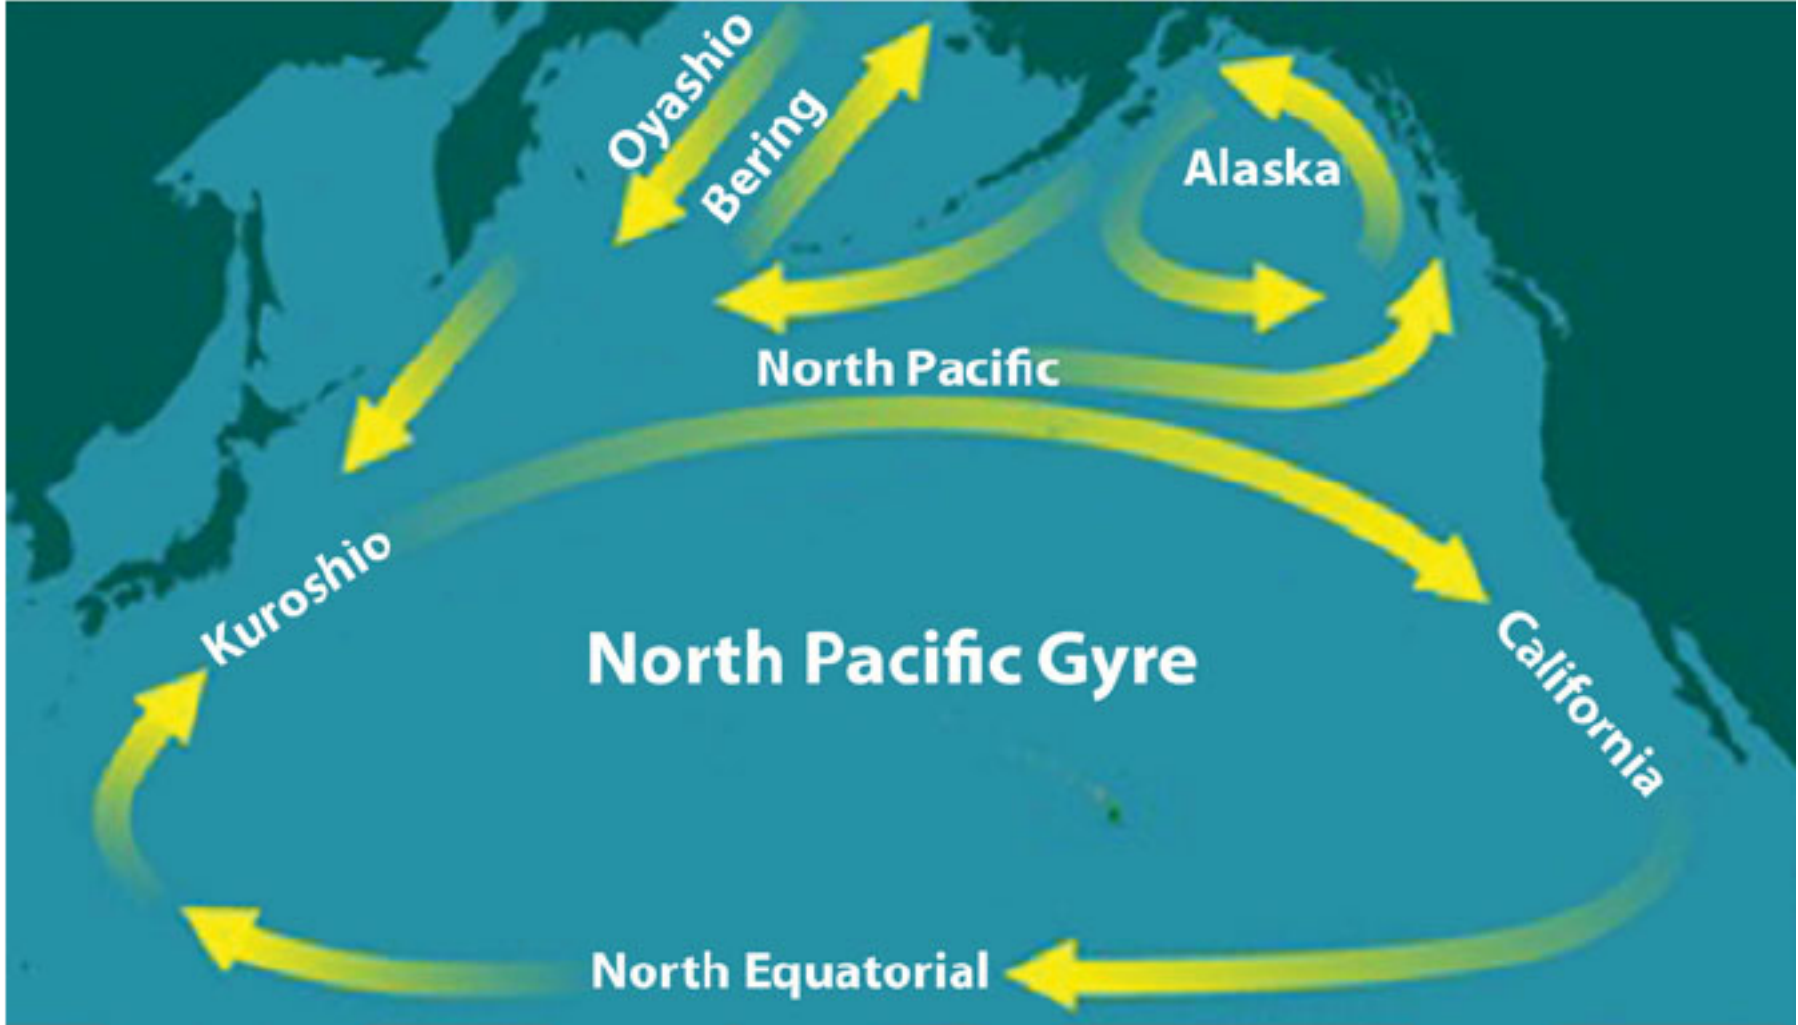 Oyashio
Bering
Alaska
North Pacific
Kuroshio
North Pacific Gyre
California
North Equatorial